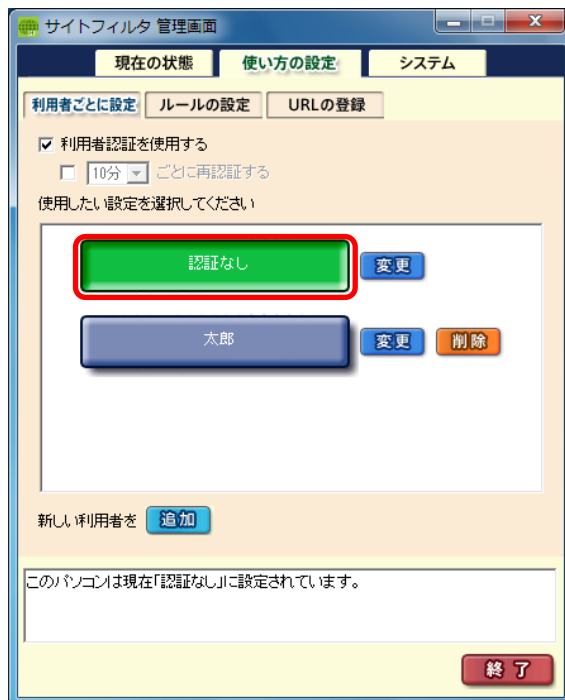 サイトフィルタ 管理画面
現在の状態 使い方の設定 システム
利用者ごとに設定 ルールの設定 URLの登録
利用者認証を使用する
10分 ごとに再認証する
使用したい設定を選択してください
認証なし 変更
太郎 変更 削除
新しい利用者を 追加
このパソコンは現在「認証なし」に設定されています。
終了